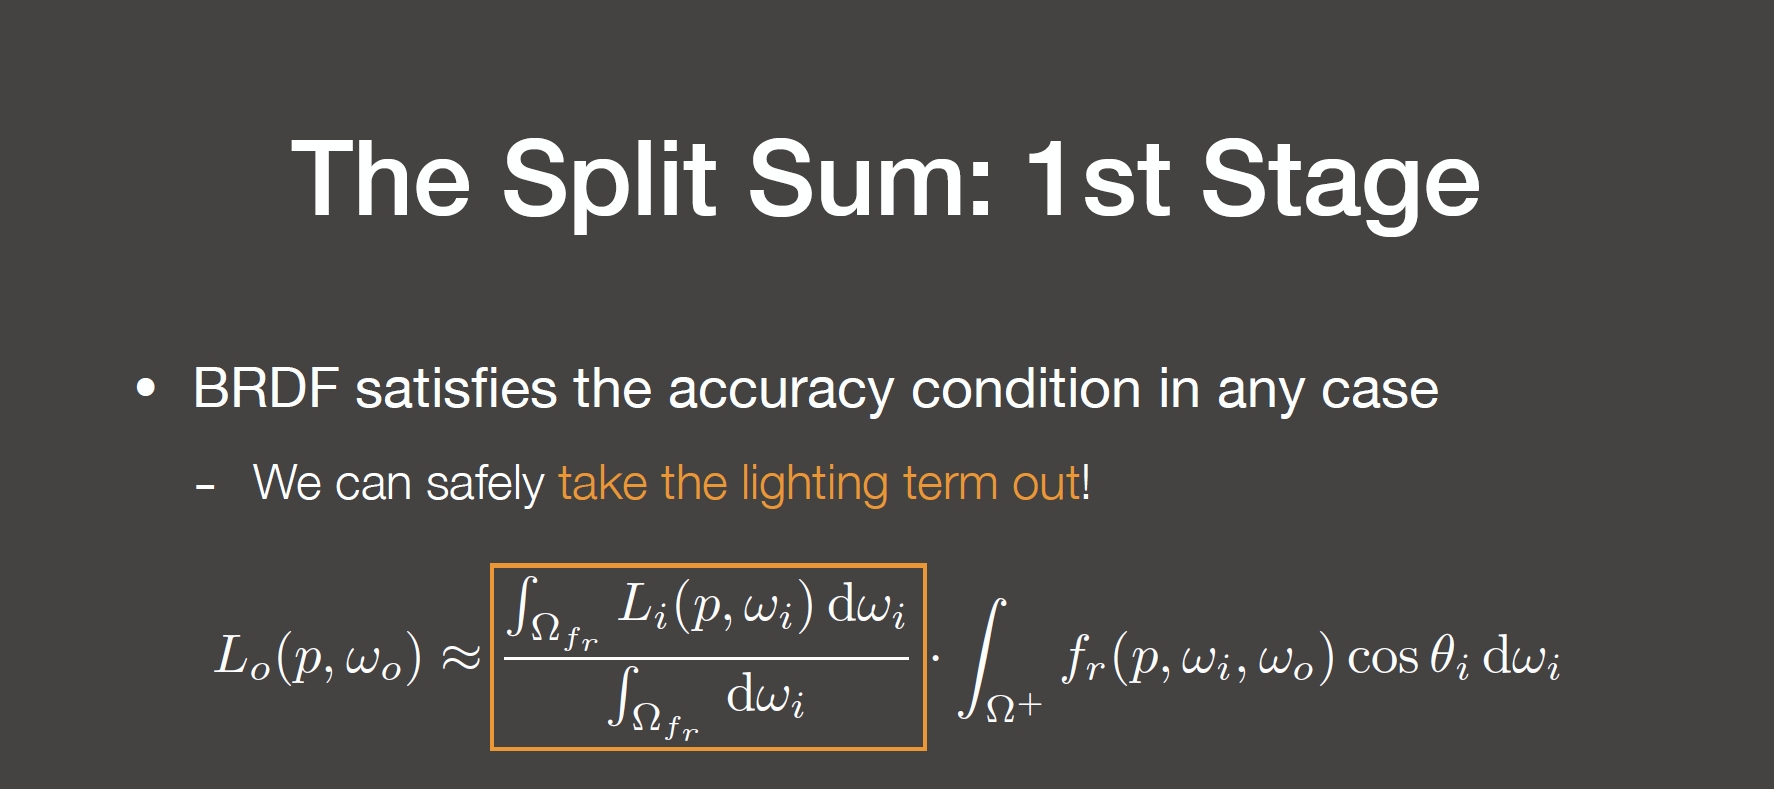 The Split Sum: 1st Stage
• BRDF satisfies the accuracy condition in any case
- We can safely take the lighting term out!
$L_o(p, \omega_o) \approx \frac{\int_{\Omega_{f_r}} L_i(p, \omega_i) \, \mathrm{d}\omega_i}{\int_{\Omega_{f_r}} \mathrm{d}\omega_i} \cdot \int_{\Omega^+} f_r(p, \omega_i, \omega_o) \cos \theta_i \, \mathrm{d}\omega_i$